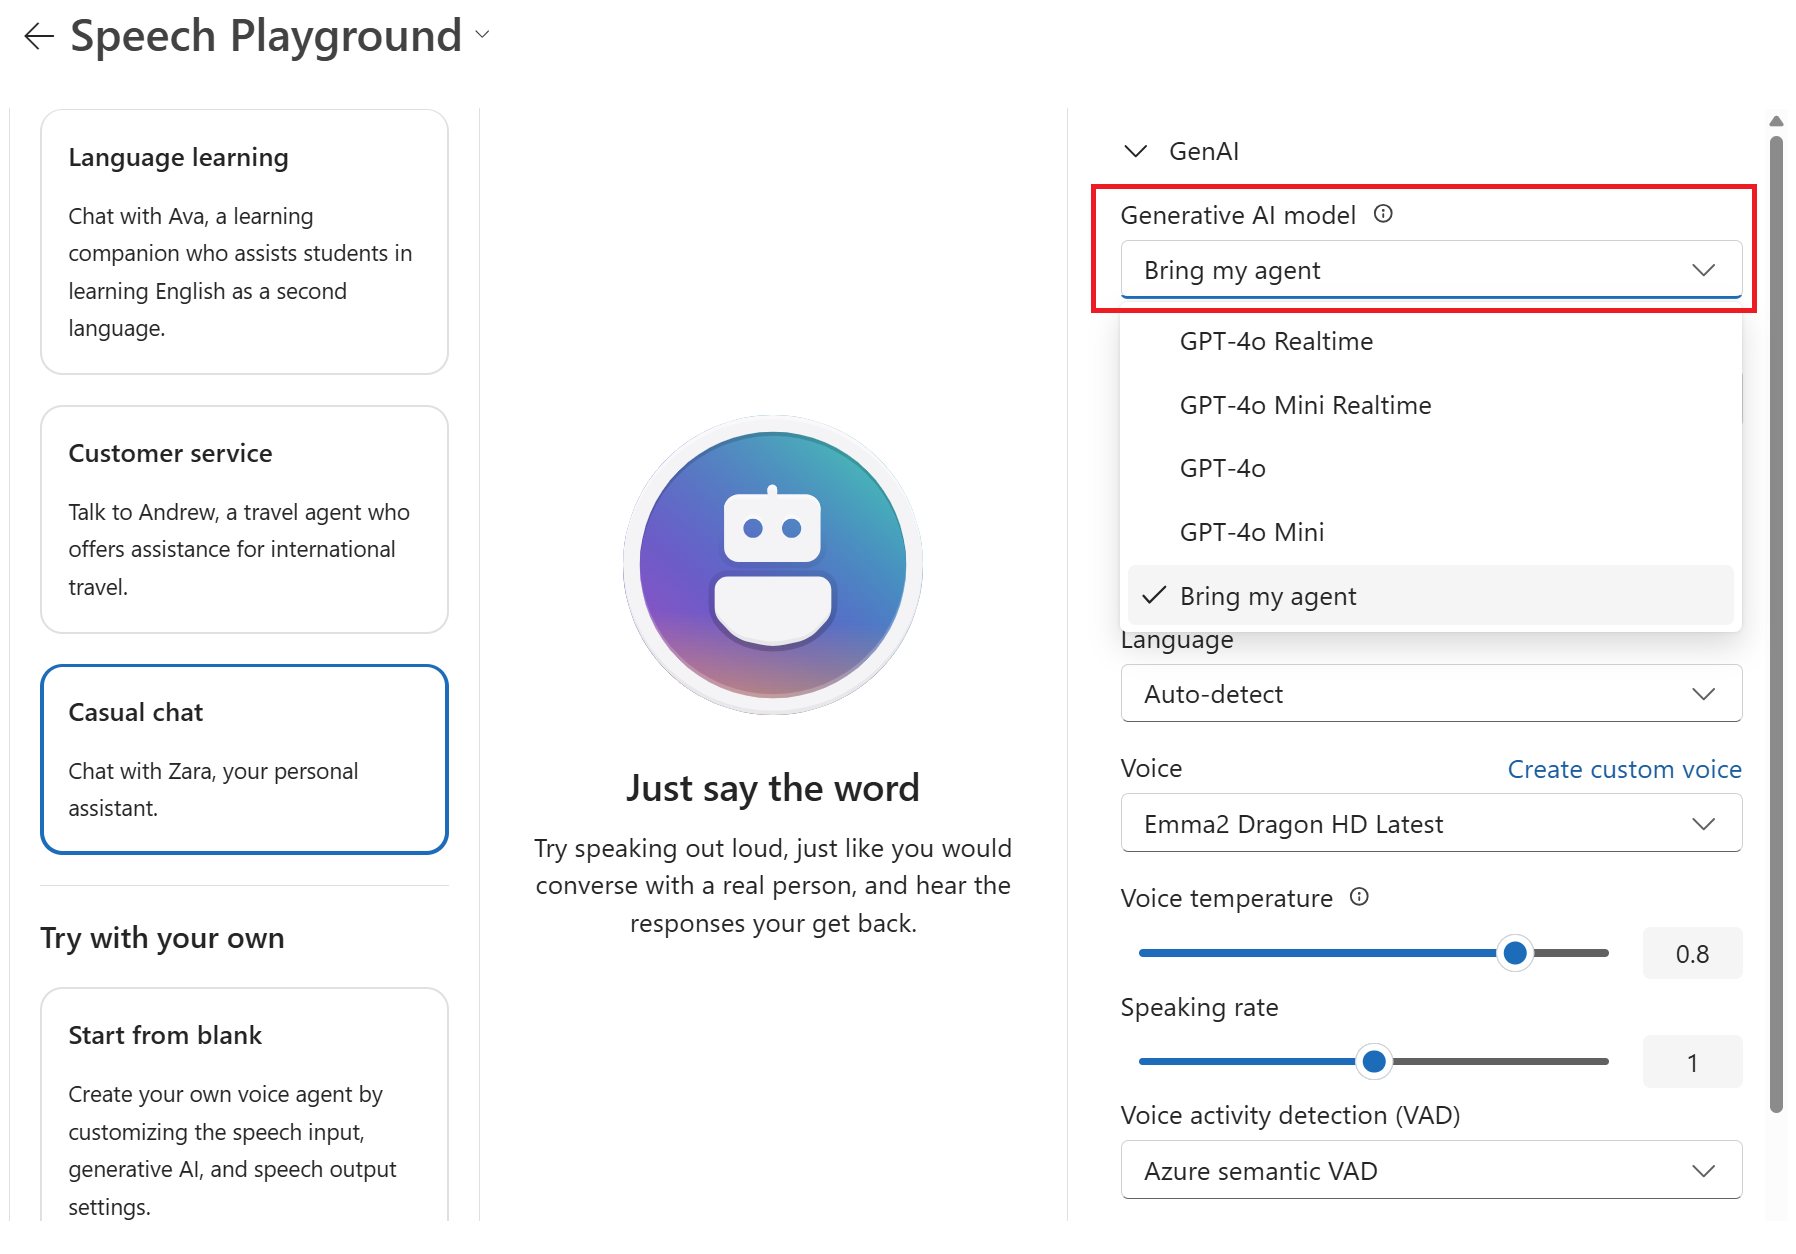 Speech Playground
Language learning
Chat with Ava, a learning
companion who assists students in
learning English as a second
language.
Customer service
Talk to Andrew, a travel agent who
offers assistance for international
travel.
Casual chat
Chat with Zara, your personal
assistant.
Try with your own
Start from blank
Create your own voice agent by
customizing the speech input,
generative AI, and speech output
settings.
Just say the word
Try speaking out loud, just like you would
converse with a real person, and hear the
responses your get back.
GenAI
Generative AI model
Bring my agent
GPT-4o Realtime
GPT-4o Mini Realtime
GPT-4o
GPT-4o Mini
Bring my agent
Language
Auto-detect
Voice Create custom voice
Emma2 Dragon HD Latest
Voice temperature
0.8
Speaking rate
1
Voice activity detection (VAD)
Azure semantic VAD